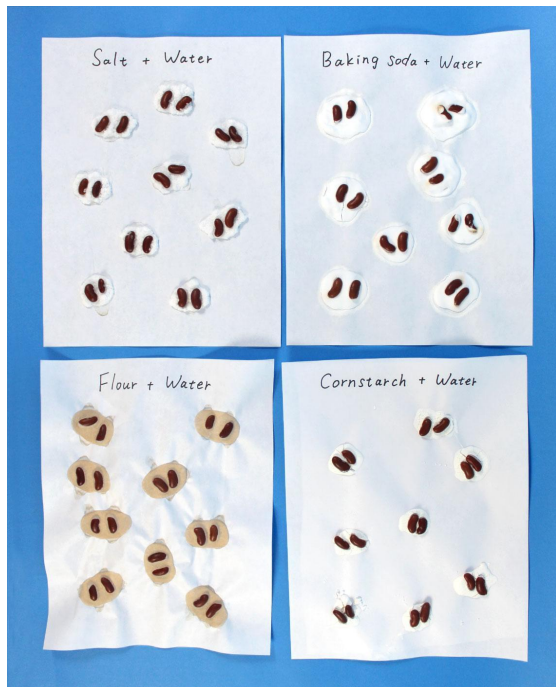 Salt + Water
Baking soda + Water
Flour + Water
Cornstarch + Water